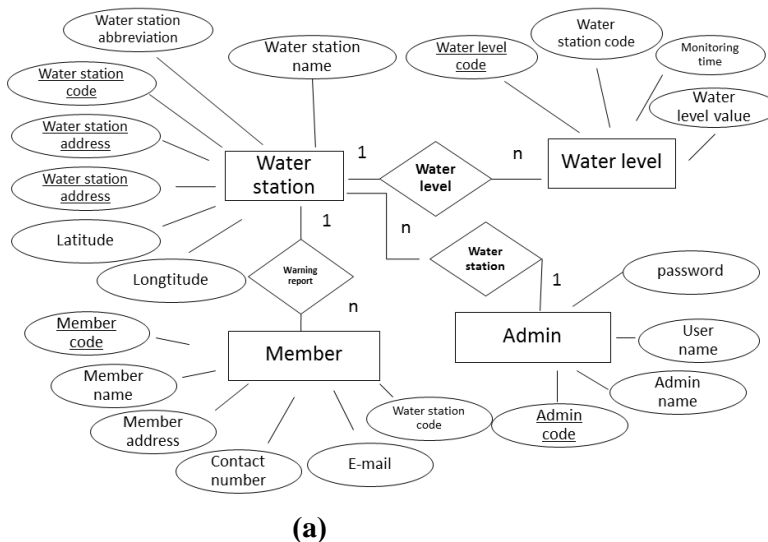 Water station
abbreviation
Water station
name
Water level
code
Water
station code
Monitoring
time
Water
level value
Water station
code
Water station
address
Water station
address
Latitude
Longtitude
Water
station
1
Water
level
n
Water level
1
Warning
report
n
n
Water
station
1
password
User
name
Admin
name
Admin
code
Admin
Member
Member
code
Member
name
Member
address
Contact
number
E-mail
Water station
code
(a)